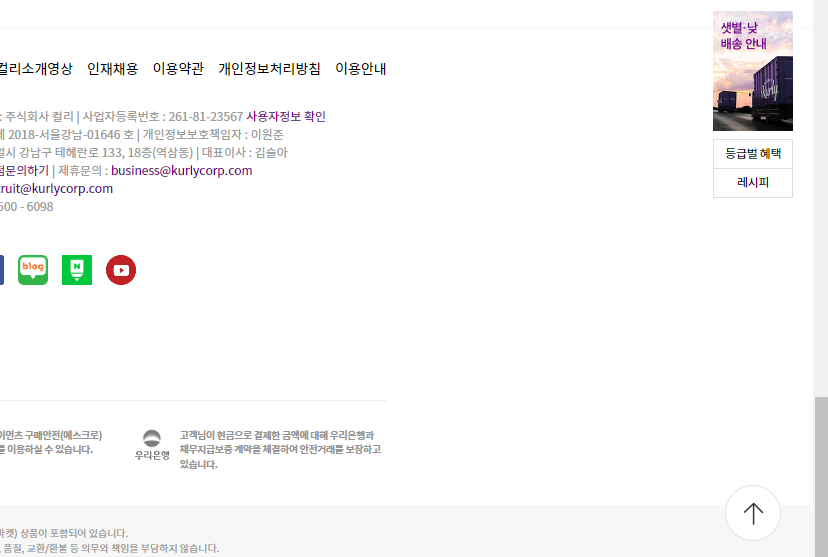 샛별·낮
배송 안내
Kurly
등급별 혜택
레시피
컬리소개영상 인재채용 이용약관 개인정보처리방침 이용안내
: 주식회사 컬리 | 사업자등록번호 : 261-81-23567 사용자정보 확인
제 2018-서울강남-01646 호 | 개인정보보호책임자 : 이원준
별시 강남구 테헤란로 133, 18층(역삼동) | 대표이사 : 김슬아
점문의하기 | 제휴문의 : business@kurlycorp.com
ruit@kurlycorp.com
500 - 6098
blog
N
이먼츠 구매안전(에스크로)
를 이용하실 수 있습니다.
우리은행
고객님이 현금으로 결제한 금액에 대해 우리은행과
채무지급보증 계약을 체결하여 안전거래를 보장하고
있습니다.
마켓) 상품이 포함되어 있습니다.
, 품질, 교환/환불 등 의무와 책임을 부담하지 않습니다.